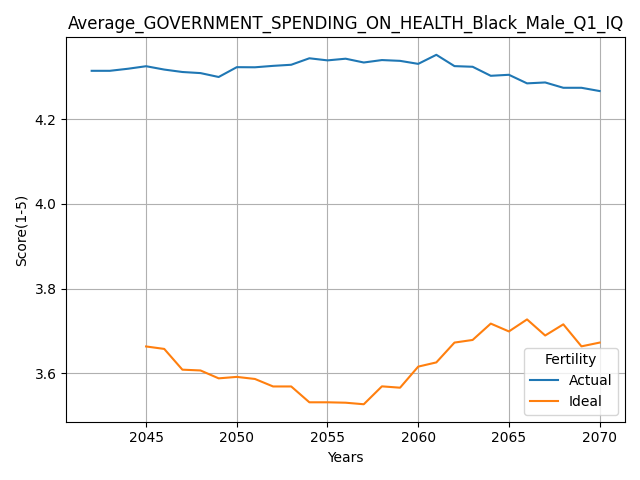 Average_GOVERNMENT_SPENDING_ON_HEALTH_Black_Male_Q1_IQ
Score(1-5)
4.2
4.0
3.8
3.6
Fertility
Actual
Ideal
2045 2050 2055 2060 2065 2070
Years